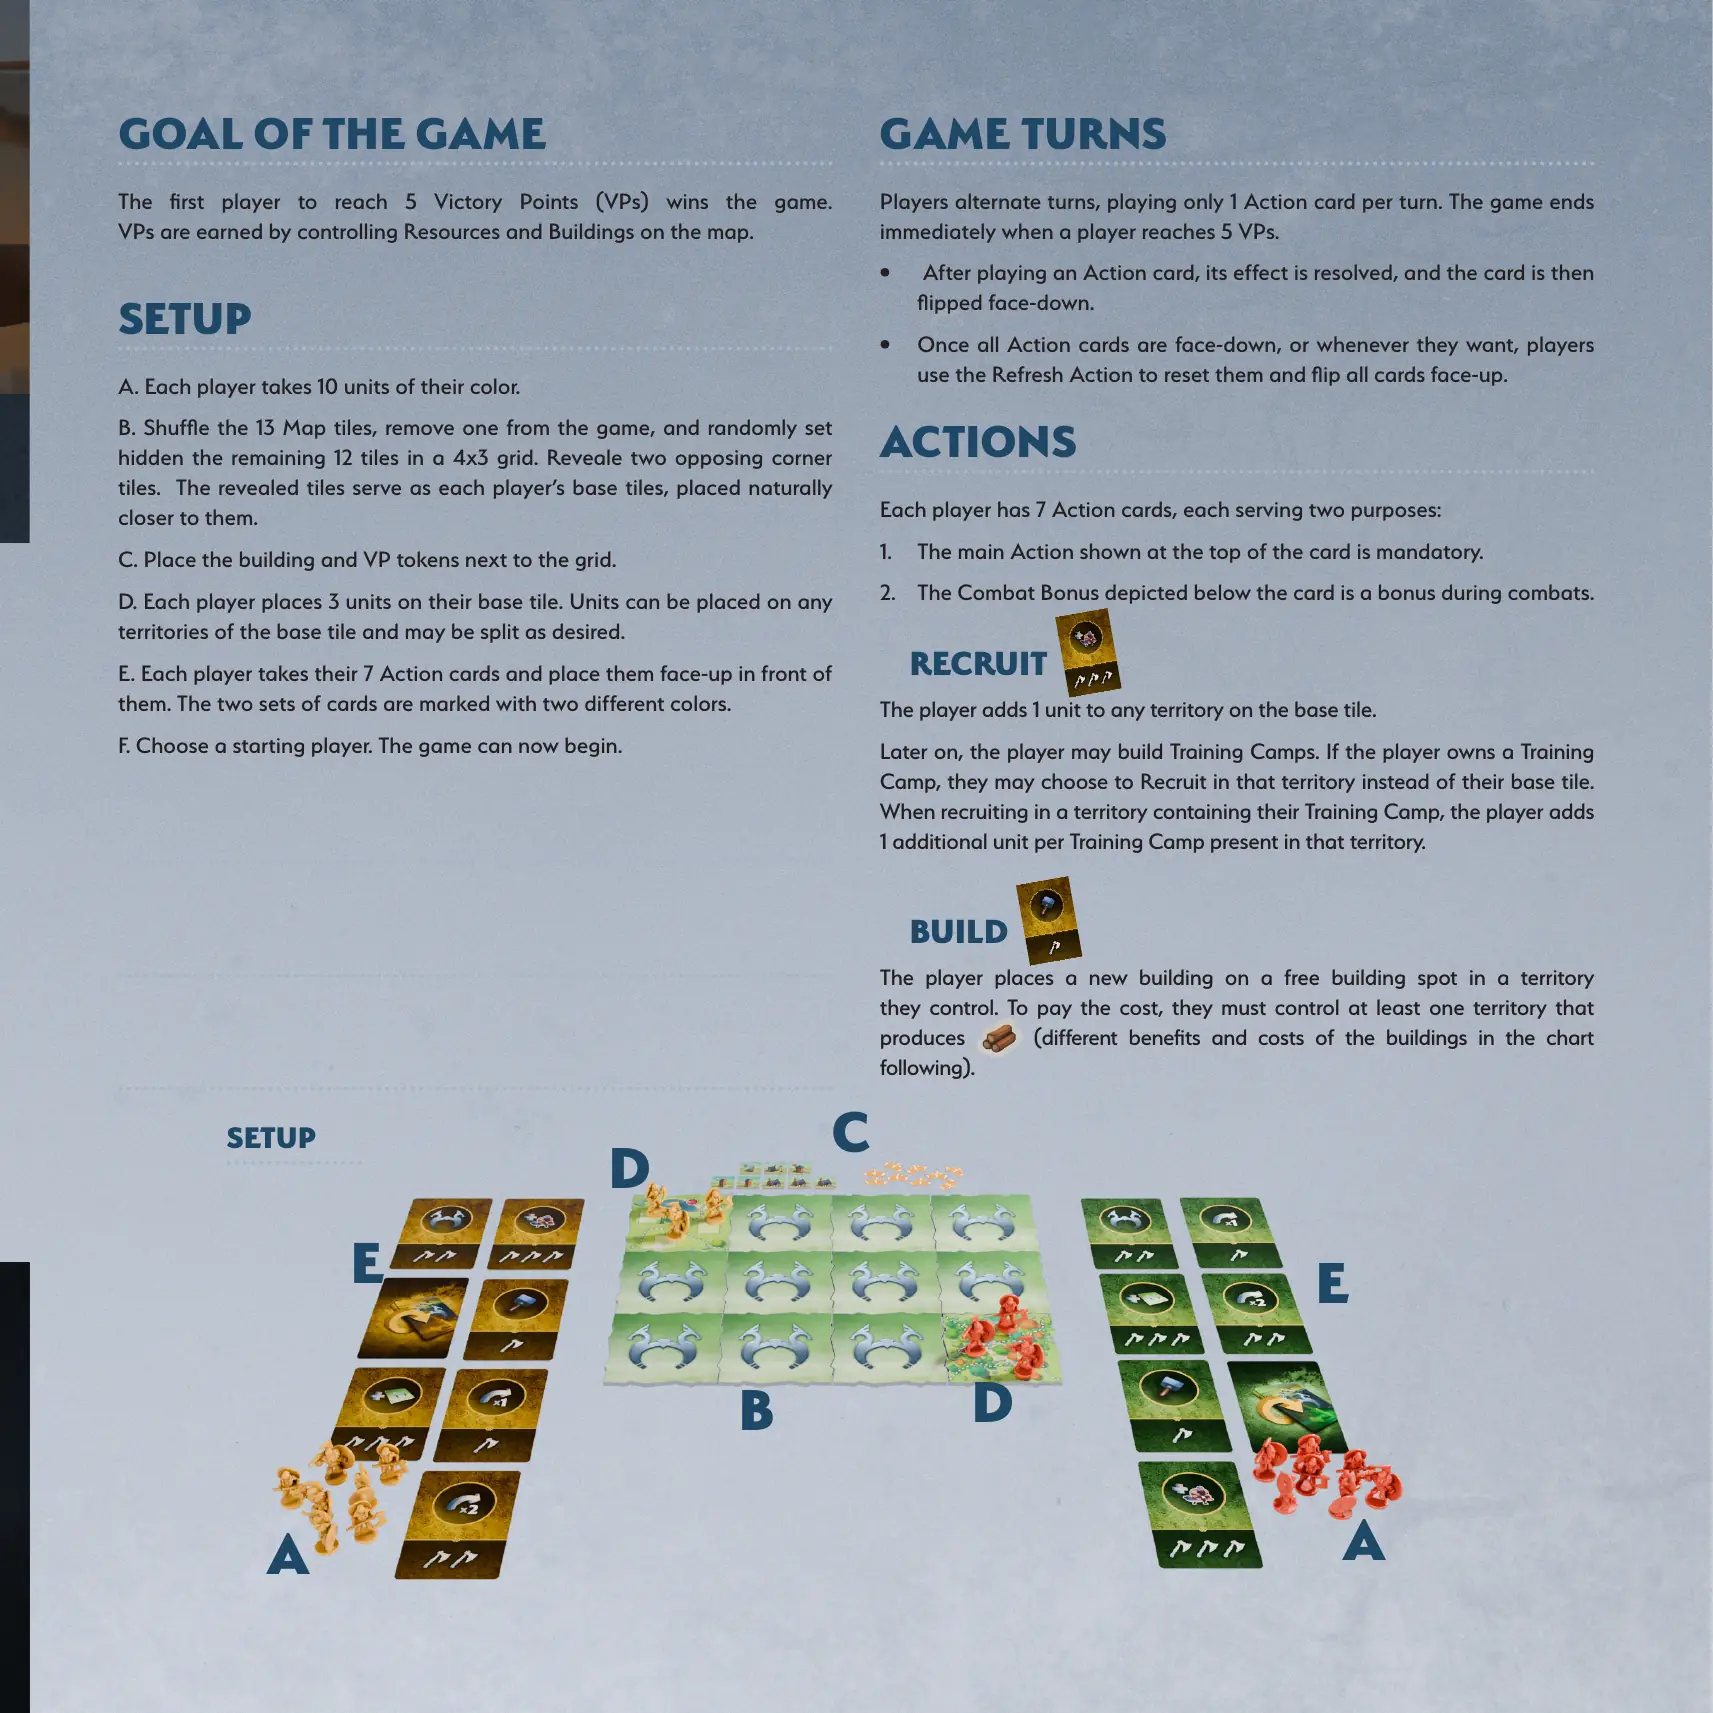 GOAL OF THE GAME
The first player to reach 5 Victory Points (VPs) wins the game.
VPs are earned by controlling Resources and Buildings on the map.
SETUP
A. Each player takes 10 units of their color.
B. Shuffle the 13 Map tiles, remove one from the game, and randomly set
hidden the remaining 12 tiles in a 4x3 grid. Reveale two opposing corner
tiles. The revealed tiles serve as each player’s base tiles, placed naturally
closer to them.
C. Place the building and VP tokens next to the grid.
D. Each player places 3 units on their base tile. Units can be placed on any
territories of the base tile and may be split as desired.
E. Each player takes their 7 Action cards and place them face-up in front of
them. The two sets of cards are marked with two different colors.
F. Choose a starting player. The game can now begin.
GAME TURNS
Players alternate turns, playing only 1 Action card per turn. The game ends
immediately when a player reaches 5 VPs.
• After playing an Action card, its effect is resolved, and the card is then
flipped face-down.
• Once all Action cards are face-down, or whenever they want, players
use the Refresh Action to reset them and flip all cards face-up.
ACTIONS
Each player has 7 Action cards, each serving two purposes:
1. The main Action shown at the top of the card is mandatory.
2. The Combat Bonus depicted below the card is a bonus during combats.
RECRUIT
The player adds 1 unit to any territory on the base tile.
Later on, the player may build Training Camps. If the player owns a Training
Camp, they may choose to Recruit in that territory instead of their base tile.
When recruiting in a territory containing their Training Camp, the player adds
1 additional unit per Training Camp present in that territory.
BUILD
The player places a new building on a free building spot in a territory
they control. To pay the cost, they must control at least one territory that
produces (different benefits and costs of the buildings in the chart
following).
SETUP
C
D
E
x1
E
x2
x1
B
D
x2
A
A